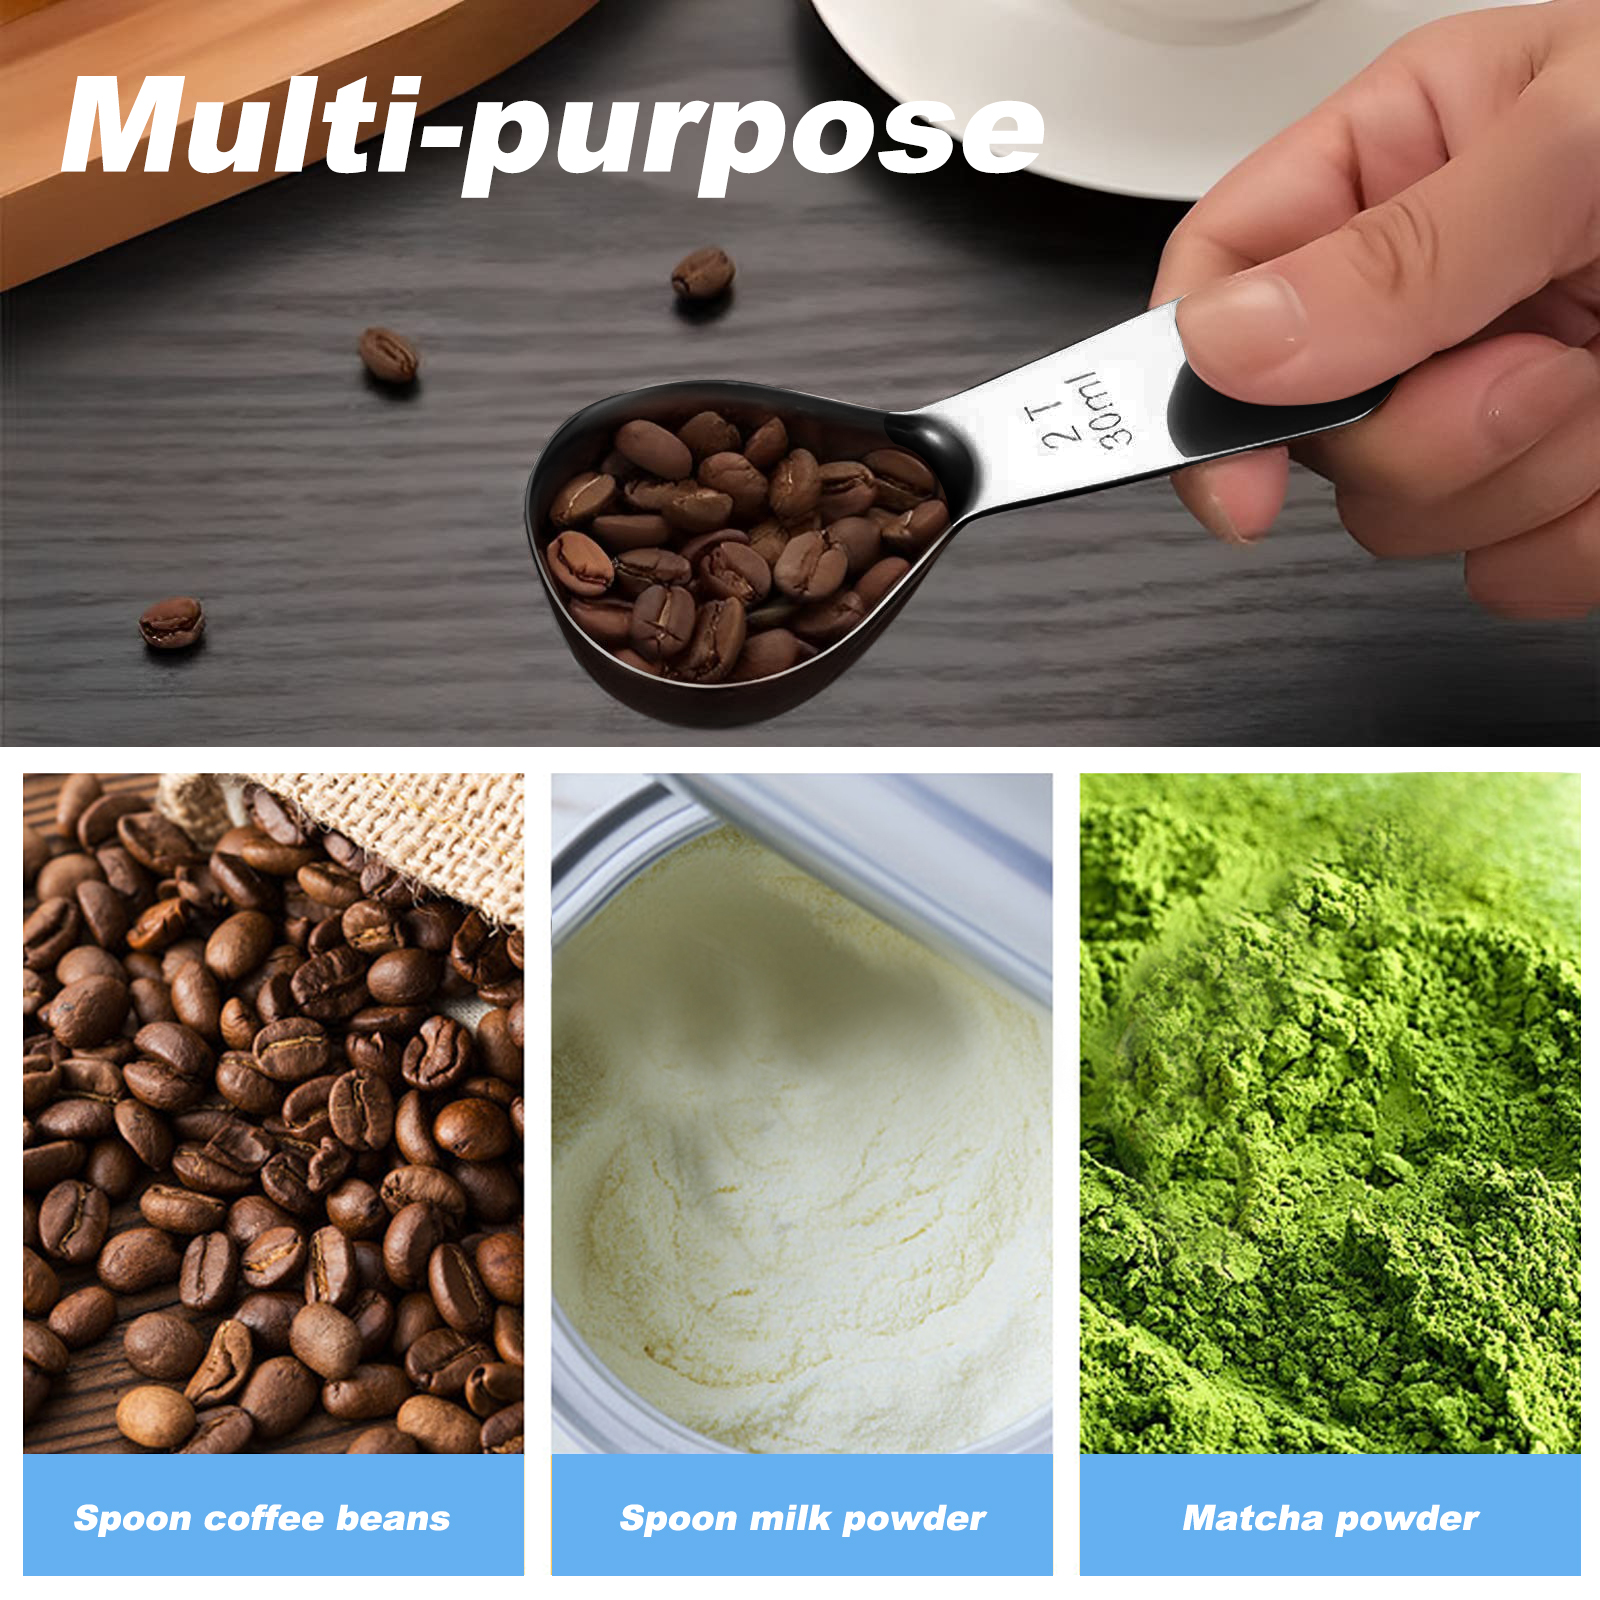 Multi-purpose
2 T
30ml
Spoon coffee beans
Spoon milk powder
Matcha powder